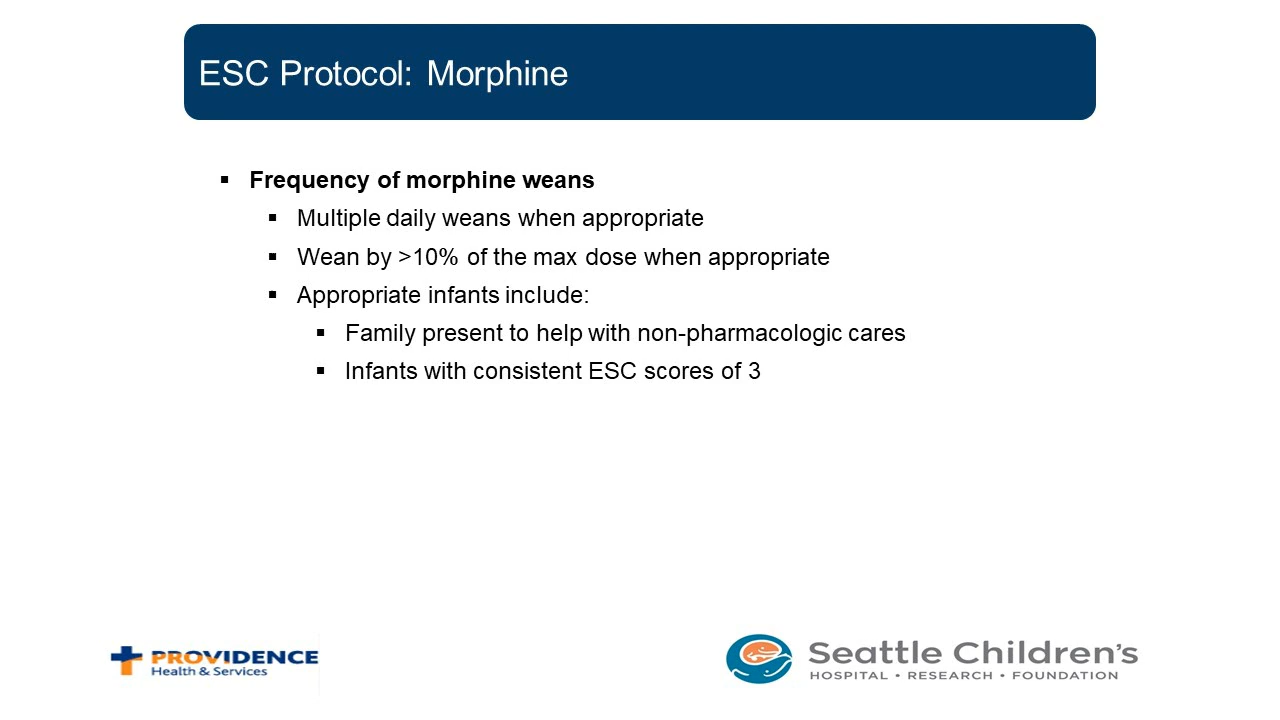 ESC Protocol: Morphine
▪ Frequency of morphine weans
▪ Multiple daily weans when appropriate
▪ Wean by >10% of the max dose when appropriate
▪ Appropriate infants include:
▪ Family present to help with non-pharmacologic cares
▪ Infants with consistent ESC scores of 3
PROVIDENCE
Health & Services
Seattle Children's
HOSPITAL • RESEARCH • FOUNDATION